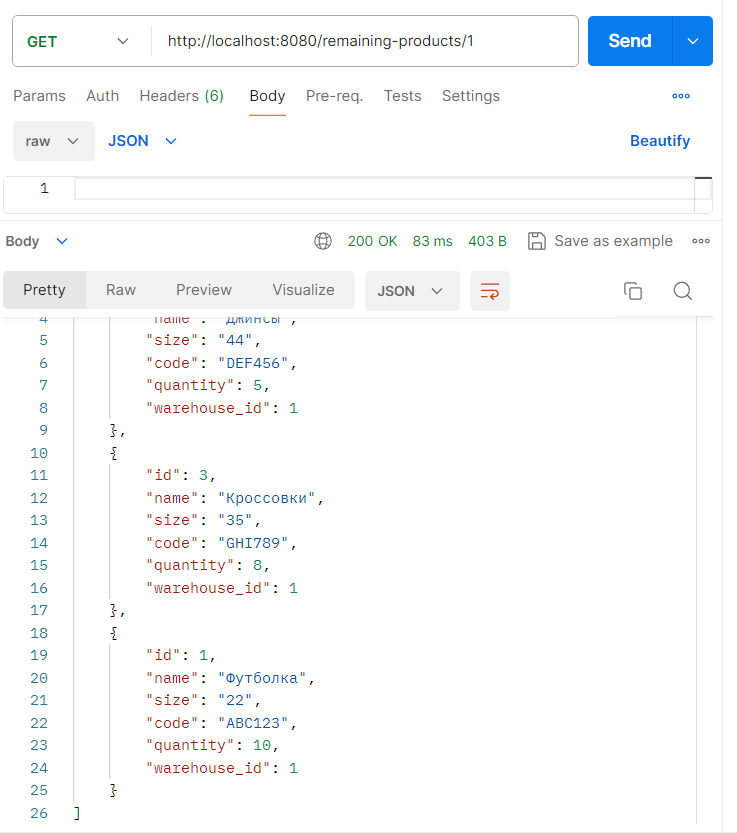 GET http://localhost:8080/remaining-products/1 Send
Params Auth Headers (6) Body Pre-req. Tests Settings
raw JSON Beautify
1
Body 200 OK 83 ms 403 B Save as example
Pretty Raw Preview Visualize JSON
4 "name": "Джинсы",
5 "size": "44",
6 "code": "DEF456",
7 "quantity": 5,
8 "warehouse_id": 1
9 },
10 {
11 "id": 3,
12 "name": "Кроссовки",
13 "size": "35",
14 "code": "GHI789",
15 "quantity": 8,
16 "warehouse_id": 1
17 },
18 {
19 "id": 1,
20 "name": "Футболка",
21 "size": "22",
22 "code": "ABC123",
23 "quantity": 10,
24 "warehouse_id": 1
25 }
26 ]